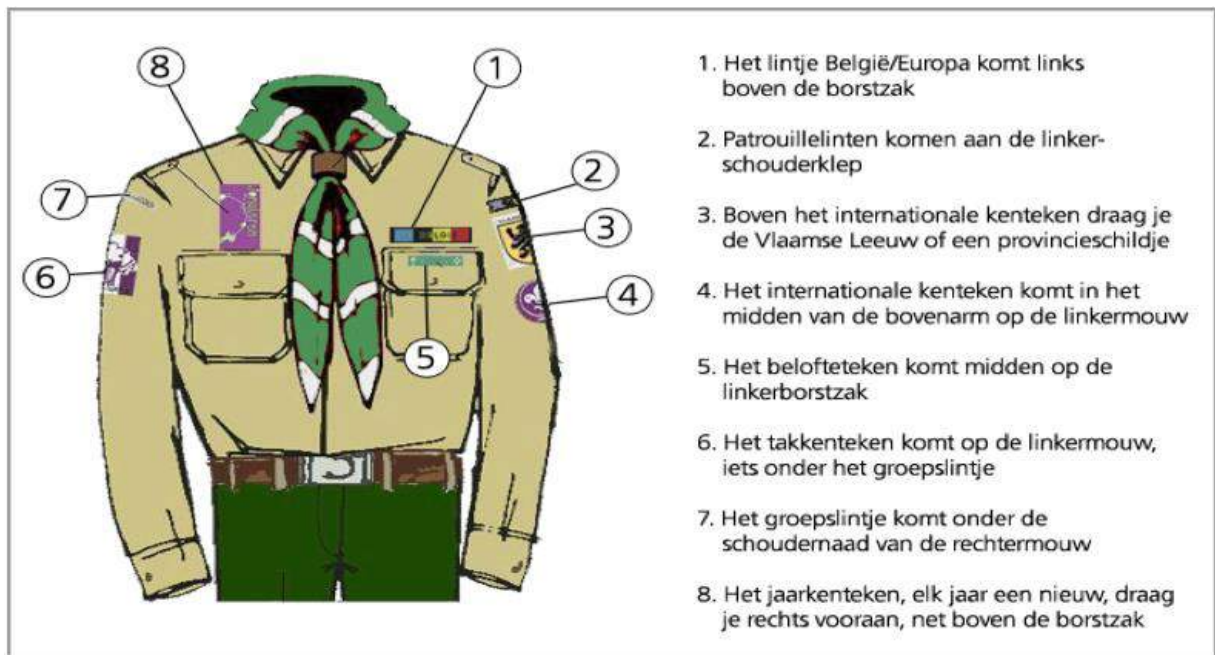 8
1
7
2
3
6
4
5
1. Het lintje België/Europa komt links
boven de borstzak
2. Patrouillelinten komen aan de linker-
schouderklep
3. Boven het internationale kenteken draag je
de Vlaamse Leeuw of een provincieschildje
4. Het internationale kenteken komt in het
midden van de bovenarm op de linkermouw
5. Het belofteteken komt midden op de
linkerborstzak
6. Het takkenteken komt op de linkermouw,
iets onder het groepslintje
7. Het groepslintje komt onder de
schoudernaad van de rechtermouw
8. Het jaarkenteken, elk jaar een nieuw, draag
je rechts vooraan, net boven de borstzak